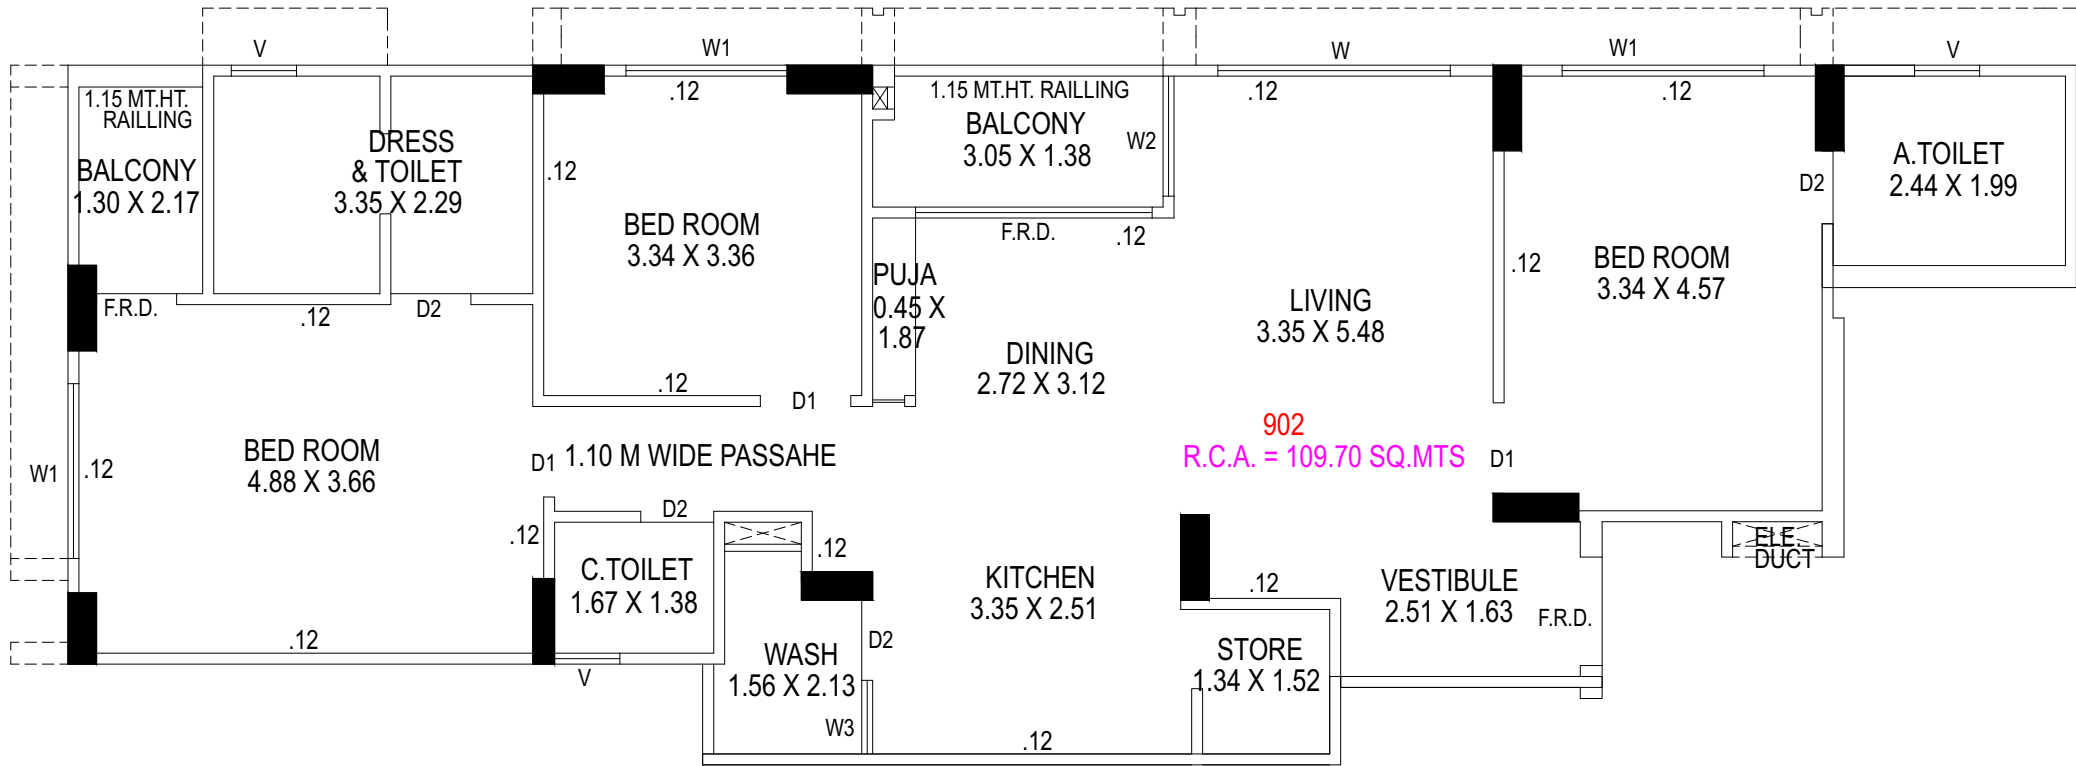 V
W1
W
W1
V
1.15 MT.HT.
RAILLING
BALCONY
1.30 X 2.17
DRESS
& TOILET
3.35 X 2.29
.12
.12
BED ROOM
3.34 X 3.36
1.15 MT.HT. RAILLING
BALCONY
3.05 X 1.38
W2
.12
.12
D2
A.TOILET
2.44 X 1.99
F.R.D.
.12
F.R.D.
.12
D2
PUJA
0.45 X
1.87
DINING
2.72 X 3.12
LIVING
3.35 X 5.48
.12
BED ROOM
3.34 X 4.57
.12
D1
902
R.C.A. = 109.70 SQ.MTS
D1
W1
.12
BED ROOM
4.88 X 3.66
D1
1.10 M WIDE PASSAHE
D2
.12
.12
C.TOILET
1.67 X 1.38
KITCHEN
3.35 X 2.51
.12
VESTIBULE
2.51 X 1.63
F.R.D.
ELE.
DUCT
.12
V
WASH
1.56 X 2.13
D2
W3
STORE
1.34 X 1.52
.12